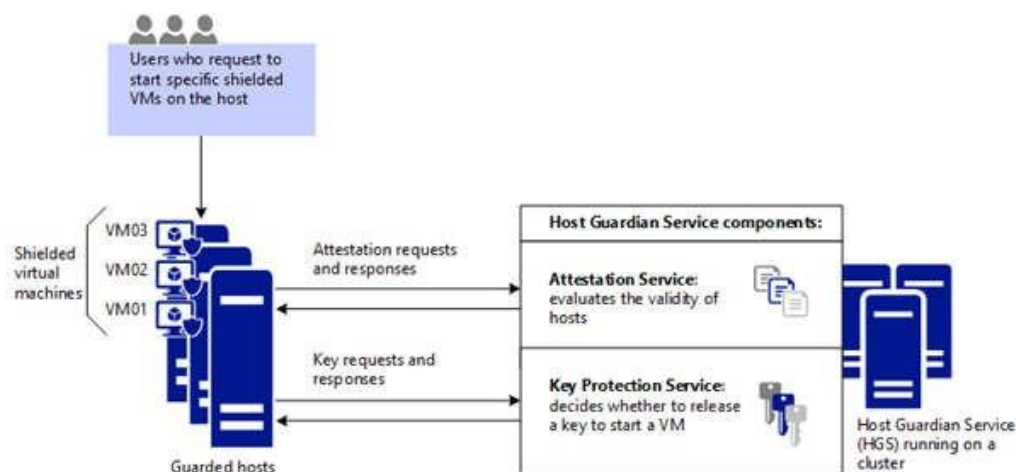 Users who request to
start specific shielded
VMs on the host
VM03
VM02
VM01
Shielded
virtual
machines
Attestation requests
and responses
Key requests and
responses
Guarded hosts
Host Guardian Service components:
Attestation Service:
evaluates the validity of
hosts
Key Protection Service:
decides whether to release
a key to start a VM
Host Guardian Service
(HGS) running on a
cluster